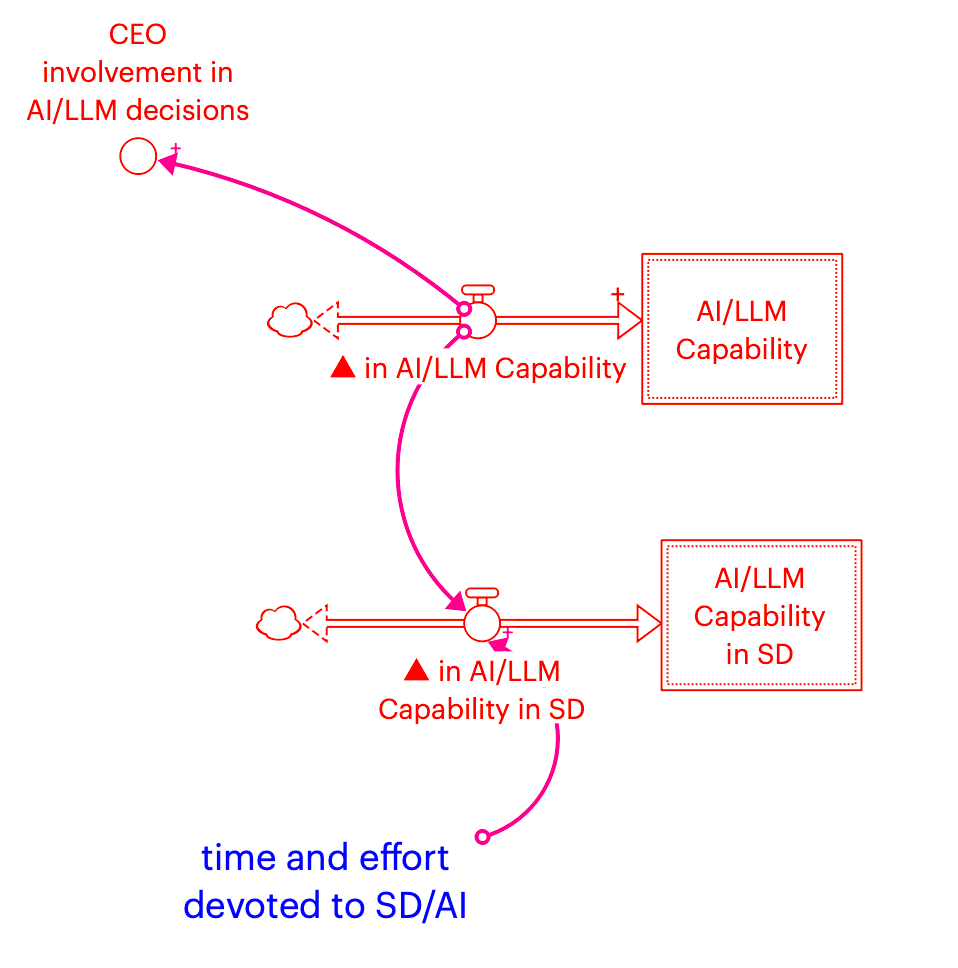 CEO
involvement in
AI/LLM decisions
+
+
AI/LLM
Capability
▲ in AI/LLM Capability
AI/LLM
Capability
in SD
+
▲ in AI/LLM
Capability in SD
time and effort
devoted to SD/AI